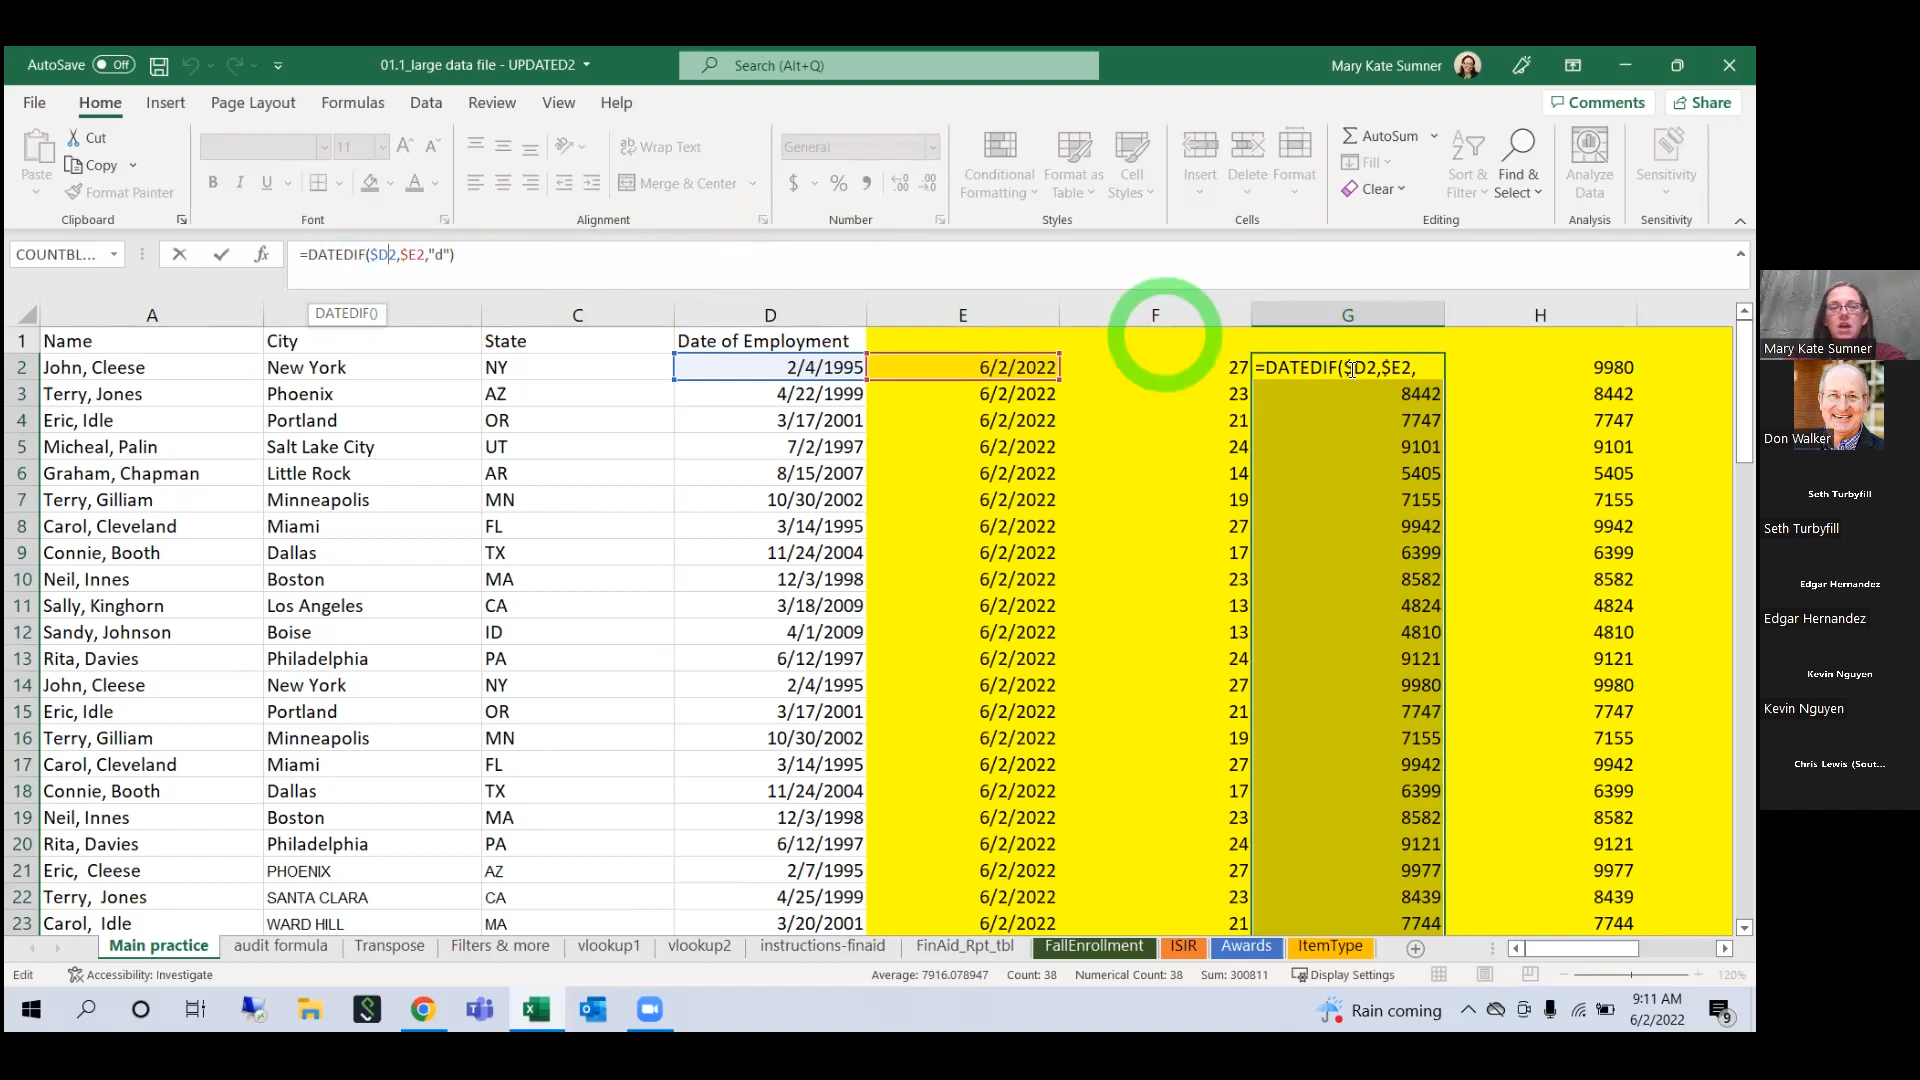 AutoSave Off 01.1_large data file - UPDATED2 Search (Alt+Q) Mary Kate Sumner
File Home Insert Page Layout Formulas Data Review View Help Comments Share
Paste Cut Copy Format Painter 11 Wrap Text Merge & Center General Conditional Formatting Format as Table Cell Styles Insert Delete Format AutoSum Fill Clear Sort & Filter Find & Select Analyze Data Sensitivity
Clipboard Font Alignment Number Styles Cells Editing Analysis Sensitivity
COUNTBL... fx =DATEDIF($D2,$E2,"d")
DATEDIF()
A C D E F G H
1 Name City State Date of Employment
2 John, Cleese New York NY 2/4/1995 6/2/2022 27 =DATEDIF($D2,$E2, 9980
3 Terry, Jones Phoenix AZ 4/22/1999 6/2/2022 23 8442 8442
4 Eric, Idle Portland OR 3/17/2001 6/2/2022 21 7747 7747
5 Micheal, Palin Salt Lake City UT 7/2/1997 6/2/2022 24 9101 9101
6 Graham, Chapman Little Rock AR 8/15/2007 6/2/2022 14 5405 5405
7 Terry, Gilliam Minneapolis MN 10/30/2002 6/2/2022 19 7155 7155
8 Carol, Cleveland Miami FL 3/14/1995 6/2/2022 27 9942 9942
9 Connie, Booth Dallas TX 11/24/2004 6/2/2022 17 6399 6399
10 Neil, Innes Boston MA 12/3/1998 6/2/2022 23 8582 8582
11 Sally, Kinghorn Los Angeles CA 3/18/2009 6/2/2022 13 4824 4824
12 Sandy, Johnson Boise ID 4/1/2009 6/2/2022 13 4810 4810
13 Rita, Davies Philadelphia PA 6/12/1997 6/2/2022 24 9121 9121
14 John, Cleese New York NY 2/4/1995 6/2/2022 27 9980 9980
15 Eric, Idle Portland OR 3/17/2001 6/2/2022 21 7747 7747
16 Terry, Gilliam Minneapolis MN 10/30/2002 6/2/2022 19 7155 7155
17 Carol, Cleveland Miami FL 3/14/1995 6/2/2022 27 9942 9942
18 Connie, Booth Dallas TX 11/24/2004 6/2/2022 17 6399 6399
19 Neil, Innes Boston MA 12/3/1998 6/2/2022 23 8582 8582
20 Rita, Davies Philadelphia PA 6/12/1997 6/2/2022 24 9121 9121
21 Eric, Cleese PHOENIX AZ 2/7/1995 6/2/2022 27 9977 9977
22 Terry, Jones SANTA CLARA CA 4/25/1999 6/2/2022 23 8439 8439
23 Carol, Idle WARD HILL MA 3/20/2001 6/2/2022 21 7744 7744
Main practice audit formula Transpose Filters & more vlookup1 vlookup2 instructions-finaid FinAid_Rpt_tbl FallEnrollment ISIR Awards ItemType
Edit Accessibility: Investigate Average: 7916.078947 Count: 38 Numerical Count: 38 Sum: 300811 Display Settings 120%
Rain coming 9:11 AM
6/2/2022 9
Mary Kate Sumner
Don Walker
Seth Turbyfill
Seth Turbyfill
Edgar Hernandez
Edgar Hernandez
Kevin Nguyen
Kevin Nguyen
Chris Lewis (Sout...